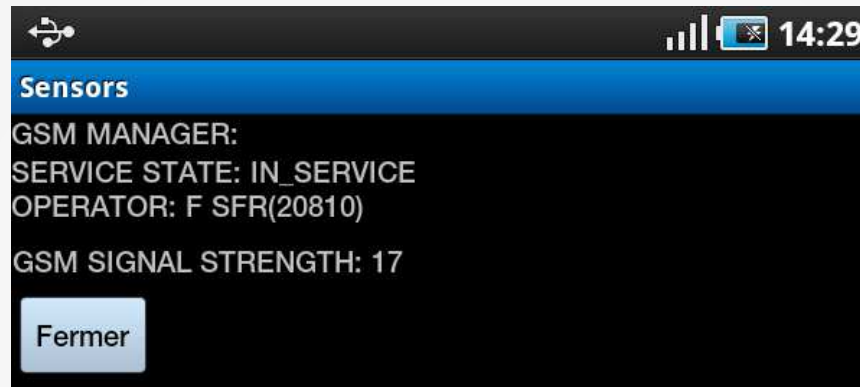 14:29
Sensors
GSM MANAGER:
SERVICE STATE: IN_SERVICE
OPERATOR: F SFR(20810)
GSM SIGNAL STRENGTH: 17
Fermer